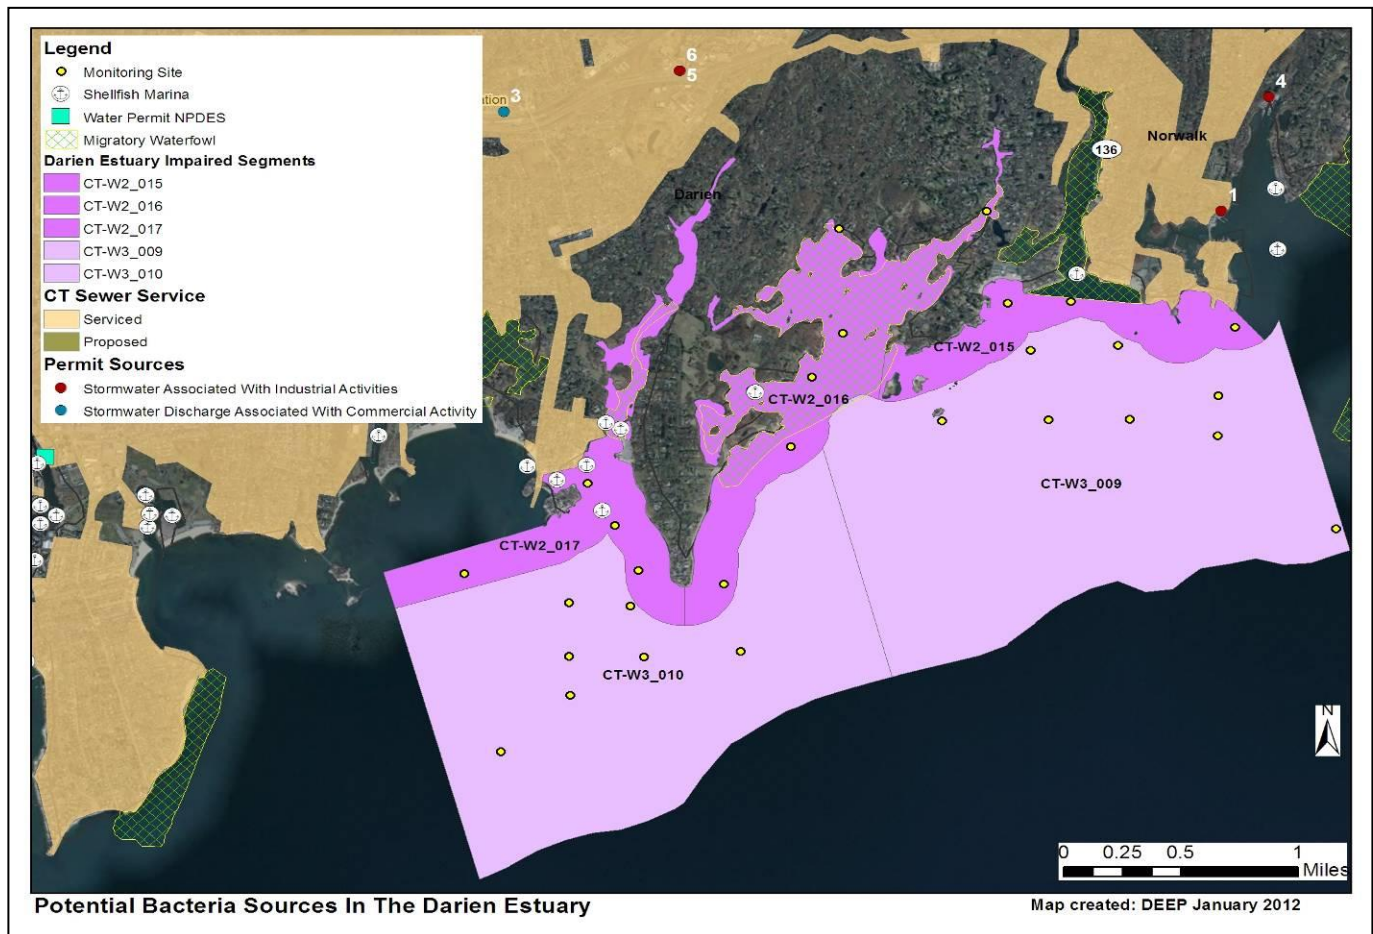 Legend
Monitoring Site
Shellfish Marina
Water Permit NPDES
Migratory Waterfowl
Darien Estuary Impaired Segments
CT-W2_015
CT-W2_016
CT-W2_017
CT-W3_009
CT-W3_010
CT Sewer Service
Serviced
Proposed
Permit Sources
Stormwater Associated With Industrial Activities
Stormwater Discharge Associated With Commercial Activity
6
5
3
4
Norwalk
136
Darien
1
CT-W2_015
CT-W2_016
CT-W3_009
CT-W2_017
CT-W3_010
N
0 0.25 0.5 1
Miles
Potential Bacteria Sources In The Darien Estuary
Map created: DEEP January 2012